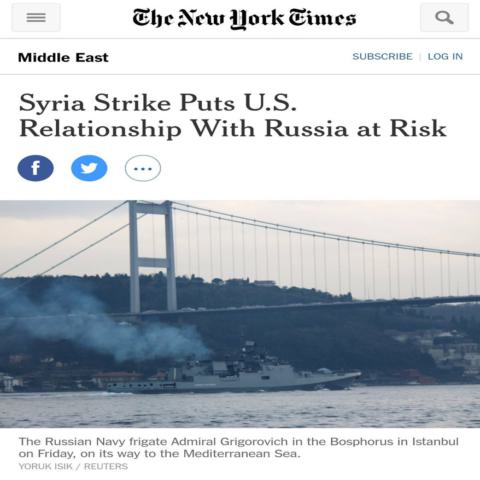 The New York Times
Middle East
SUBSCRIBE | LOG IN
Syria Strike Puts U.S.
Relationship With Russia at Risk
The Russian Navy frigate Admiral Grigorovich in the Bosphorus in Istanbul
on Friday, on its way to the Mediterranean Sea.
YORUK ISIK / REUTERS